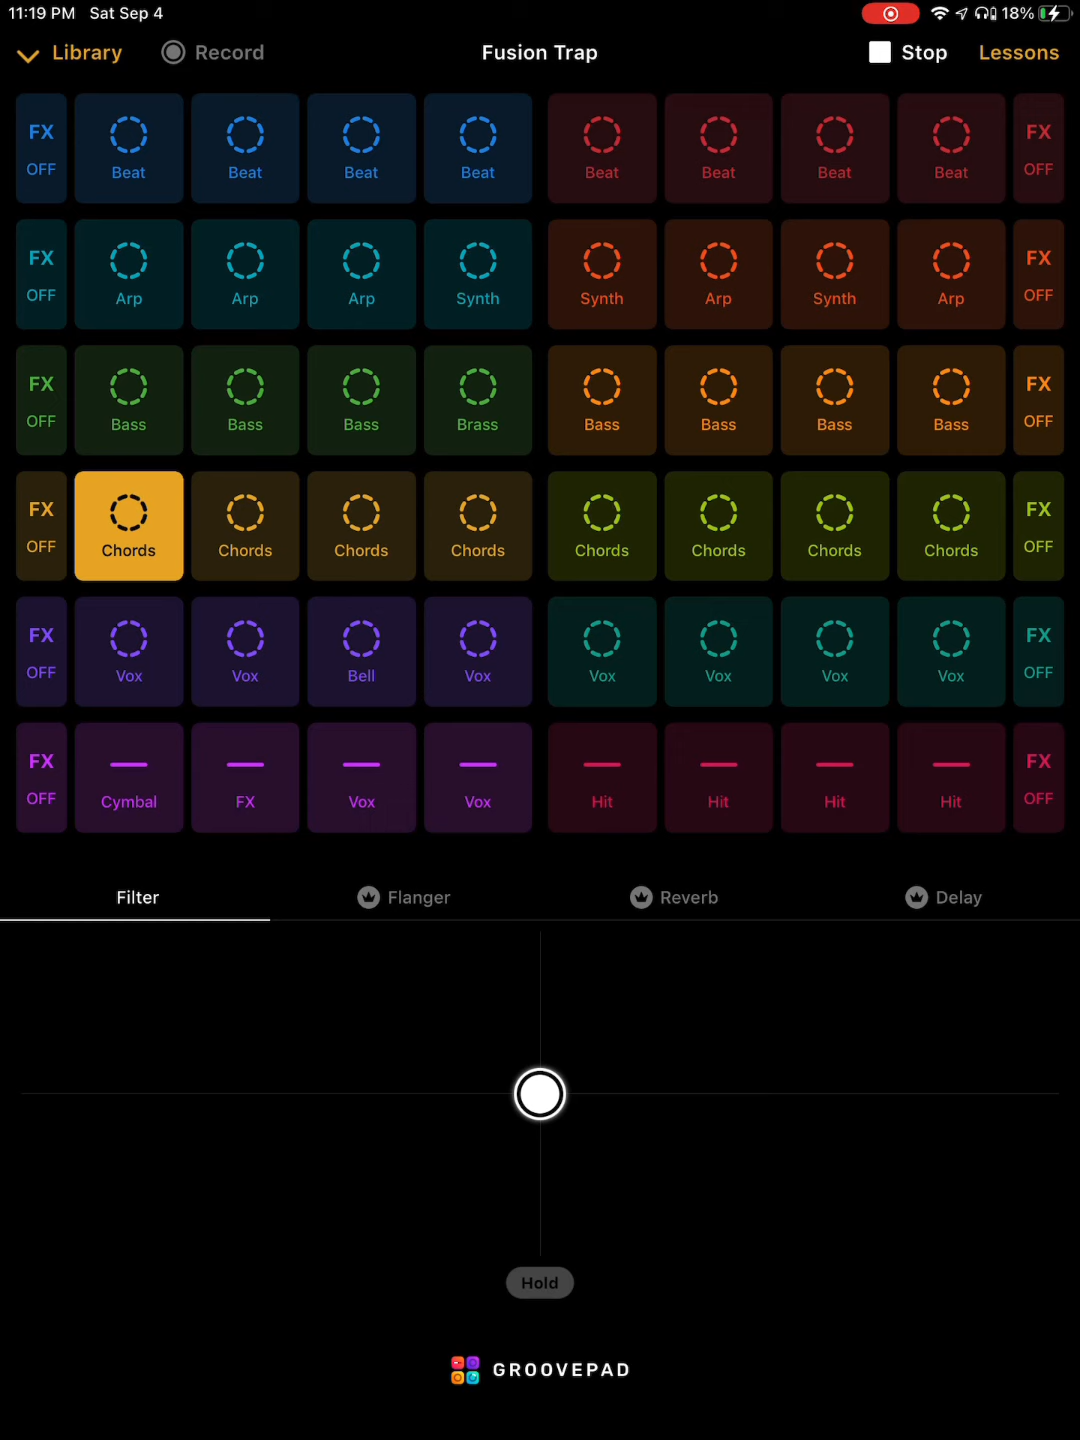 11:19 PM Sat Sep 4 18%
Library Record Fusion Trap Stop Lessons
FX Beat Beat Beat Beat Beat Beat Beat Beat FX
OFF OFF
FX Arp Arp Arp Synth Synth Arp Synth Arp FX
OFF OFF
FX Bass Bass Bass Brass Bass Bass Bass Bass FX
OFF OFF
FX Chords Chords Chords Chords Chords Chords Chords Chords FX
OFF OFF
FX Vox Vox Bell Vox Vox Vox Vox Vox FX
OFF OFF
FX Cymbal FX Vox Vox Hit Hit Hit Hit FX
OFF OFF
Filter Flanger Reverb Delay
Hold
GROOVEPAD